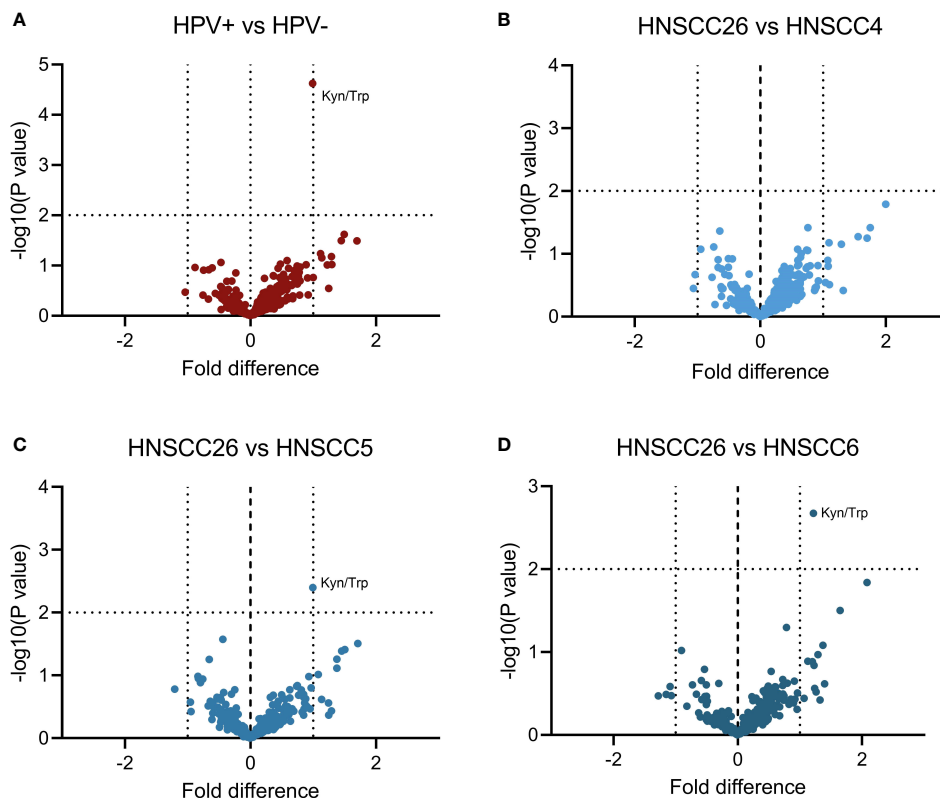 A
HPV+ vs HPV-
5
4
3
2
1
0
-log10(P value)
Kyn/Trp
-2
0
2
Fold difference
B
HNSCC26 vs HNSCC4
4
3
2
1
0
-log10(P value)
-2
0
2
Fold difference
C
HNSCC26 vs HNSCC5
4
3
2
1
0
-log10(P value)
Kyn/Trp
-2
0
2
Fold difference
D
HNSCC26 vs HNSCC6
3
2
1
0
-log10(P value)
Kyn/Trp
-2
0
2
Fold difference